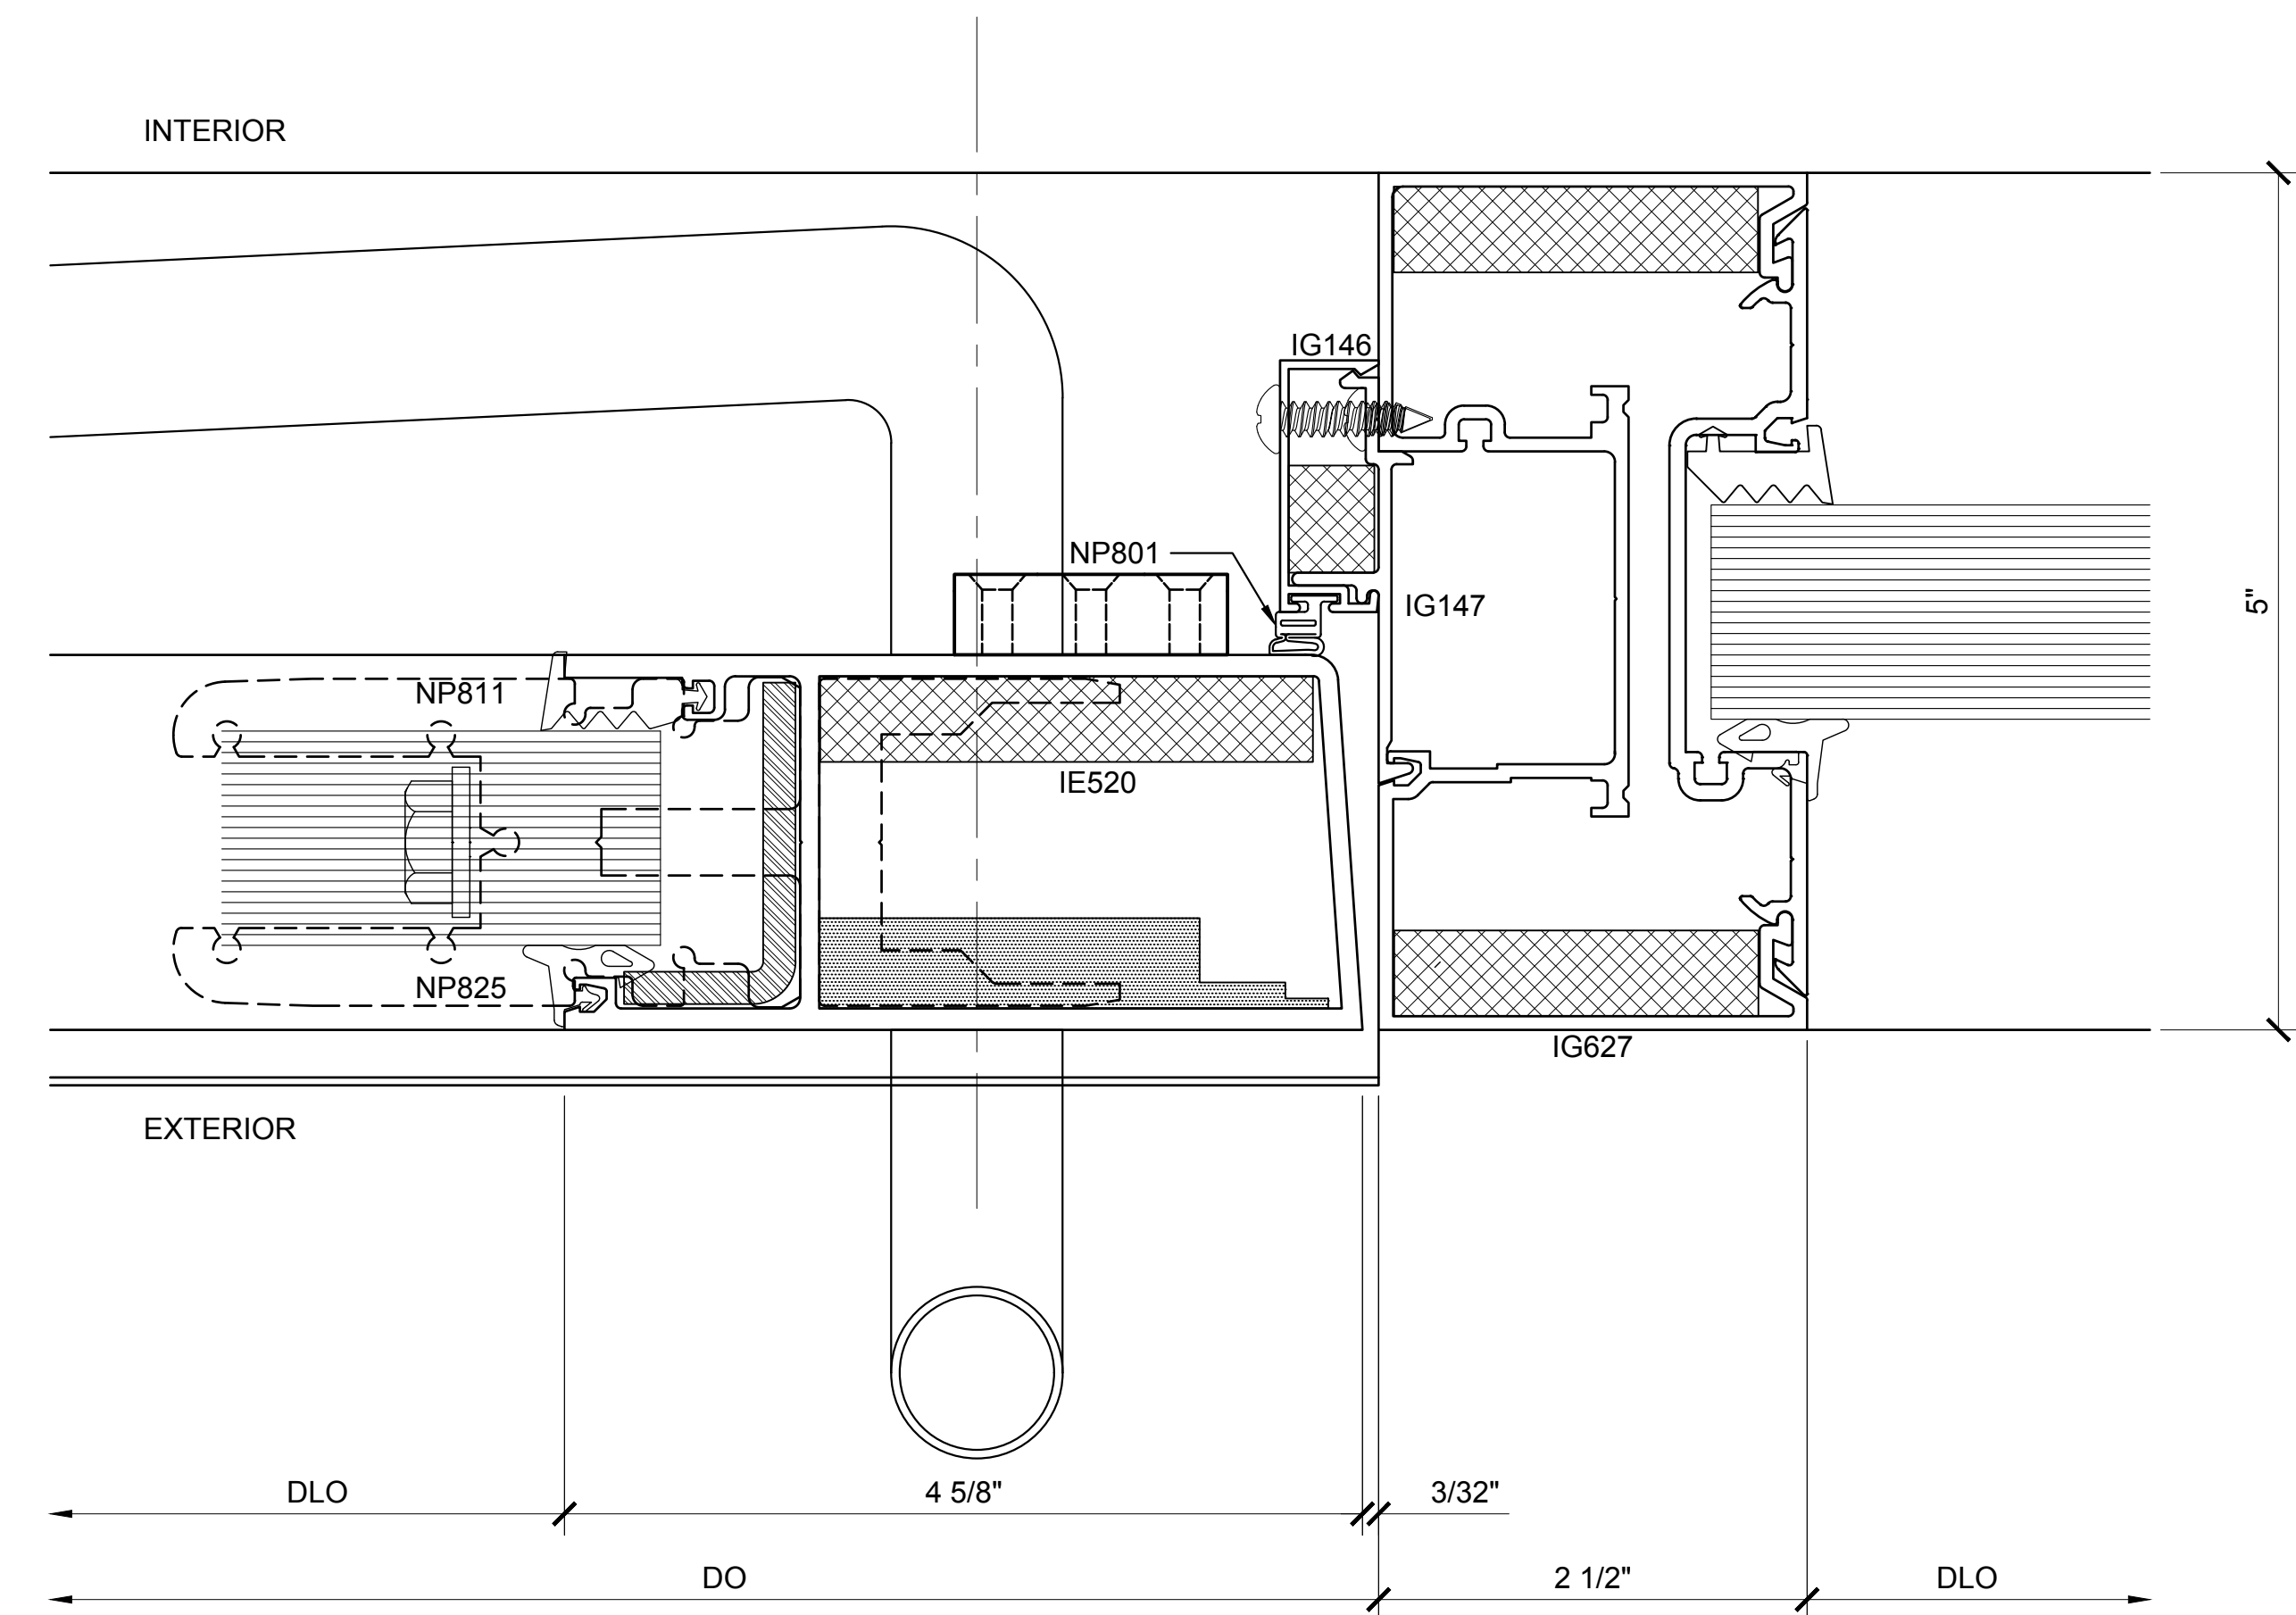 INTERIOR
IG146
NP801
IG147
5"
NP811
IE520
NP825
IG627
EXTERIOR
DLO
4 5/8"
3/32"
DO
2 1/2"
DLO